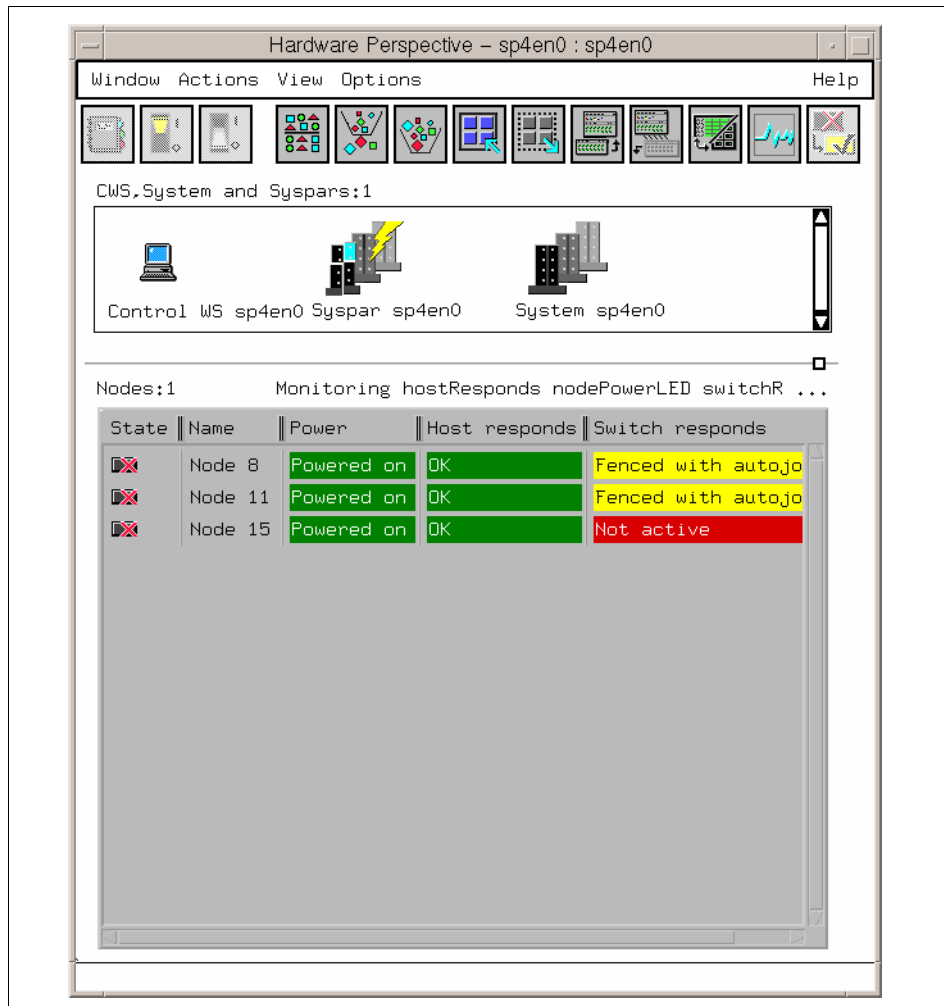 Hardware Perspective – sp4en0 : sp4en0
Window Actions View Options Help
CWS,System and Syspars:1
Control WS sp4en0 Syspar sp4en0 System sp4en0
Nodes:1 Monitoring hostResponds nodePowerLED switchR ...
State Name Power Host responds Switch responds
Node 8 Powered on OK Fenced with autojo
Node 11 Powered on OK Fenced with autojo
Node 15 Powered on OK Not active